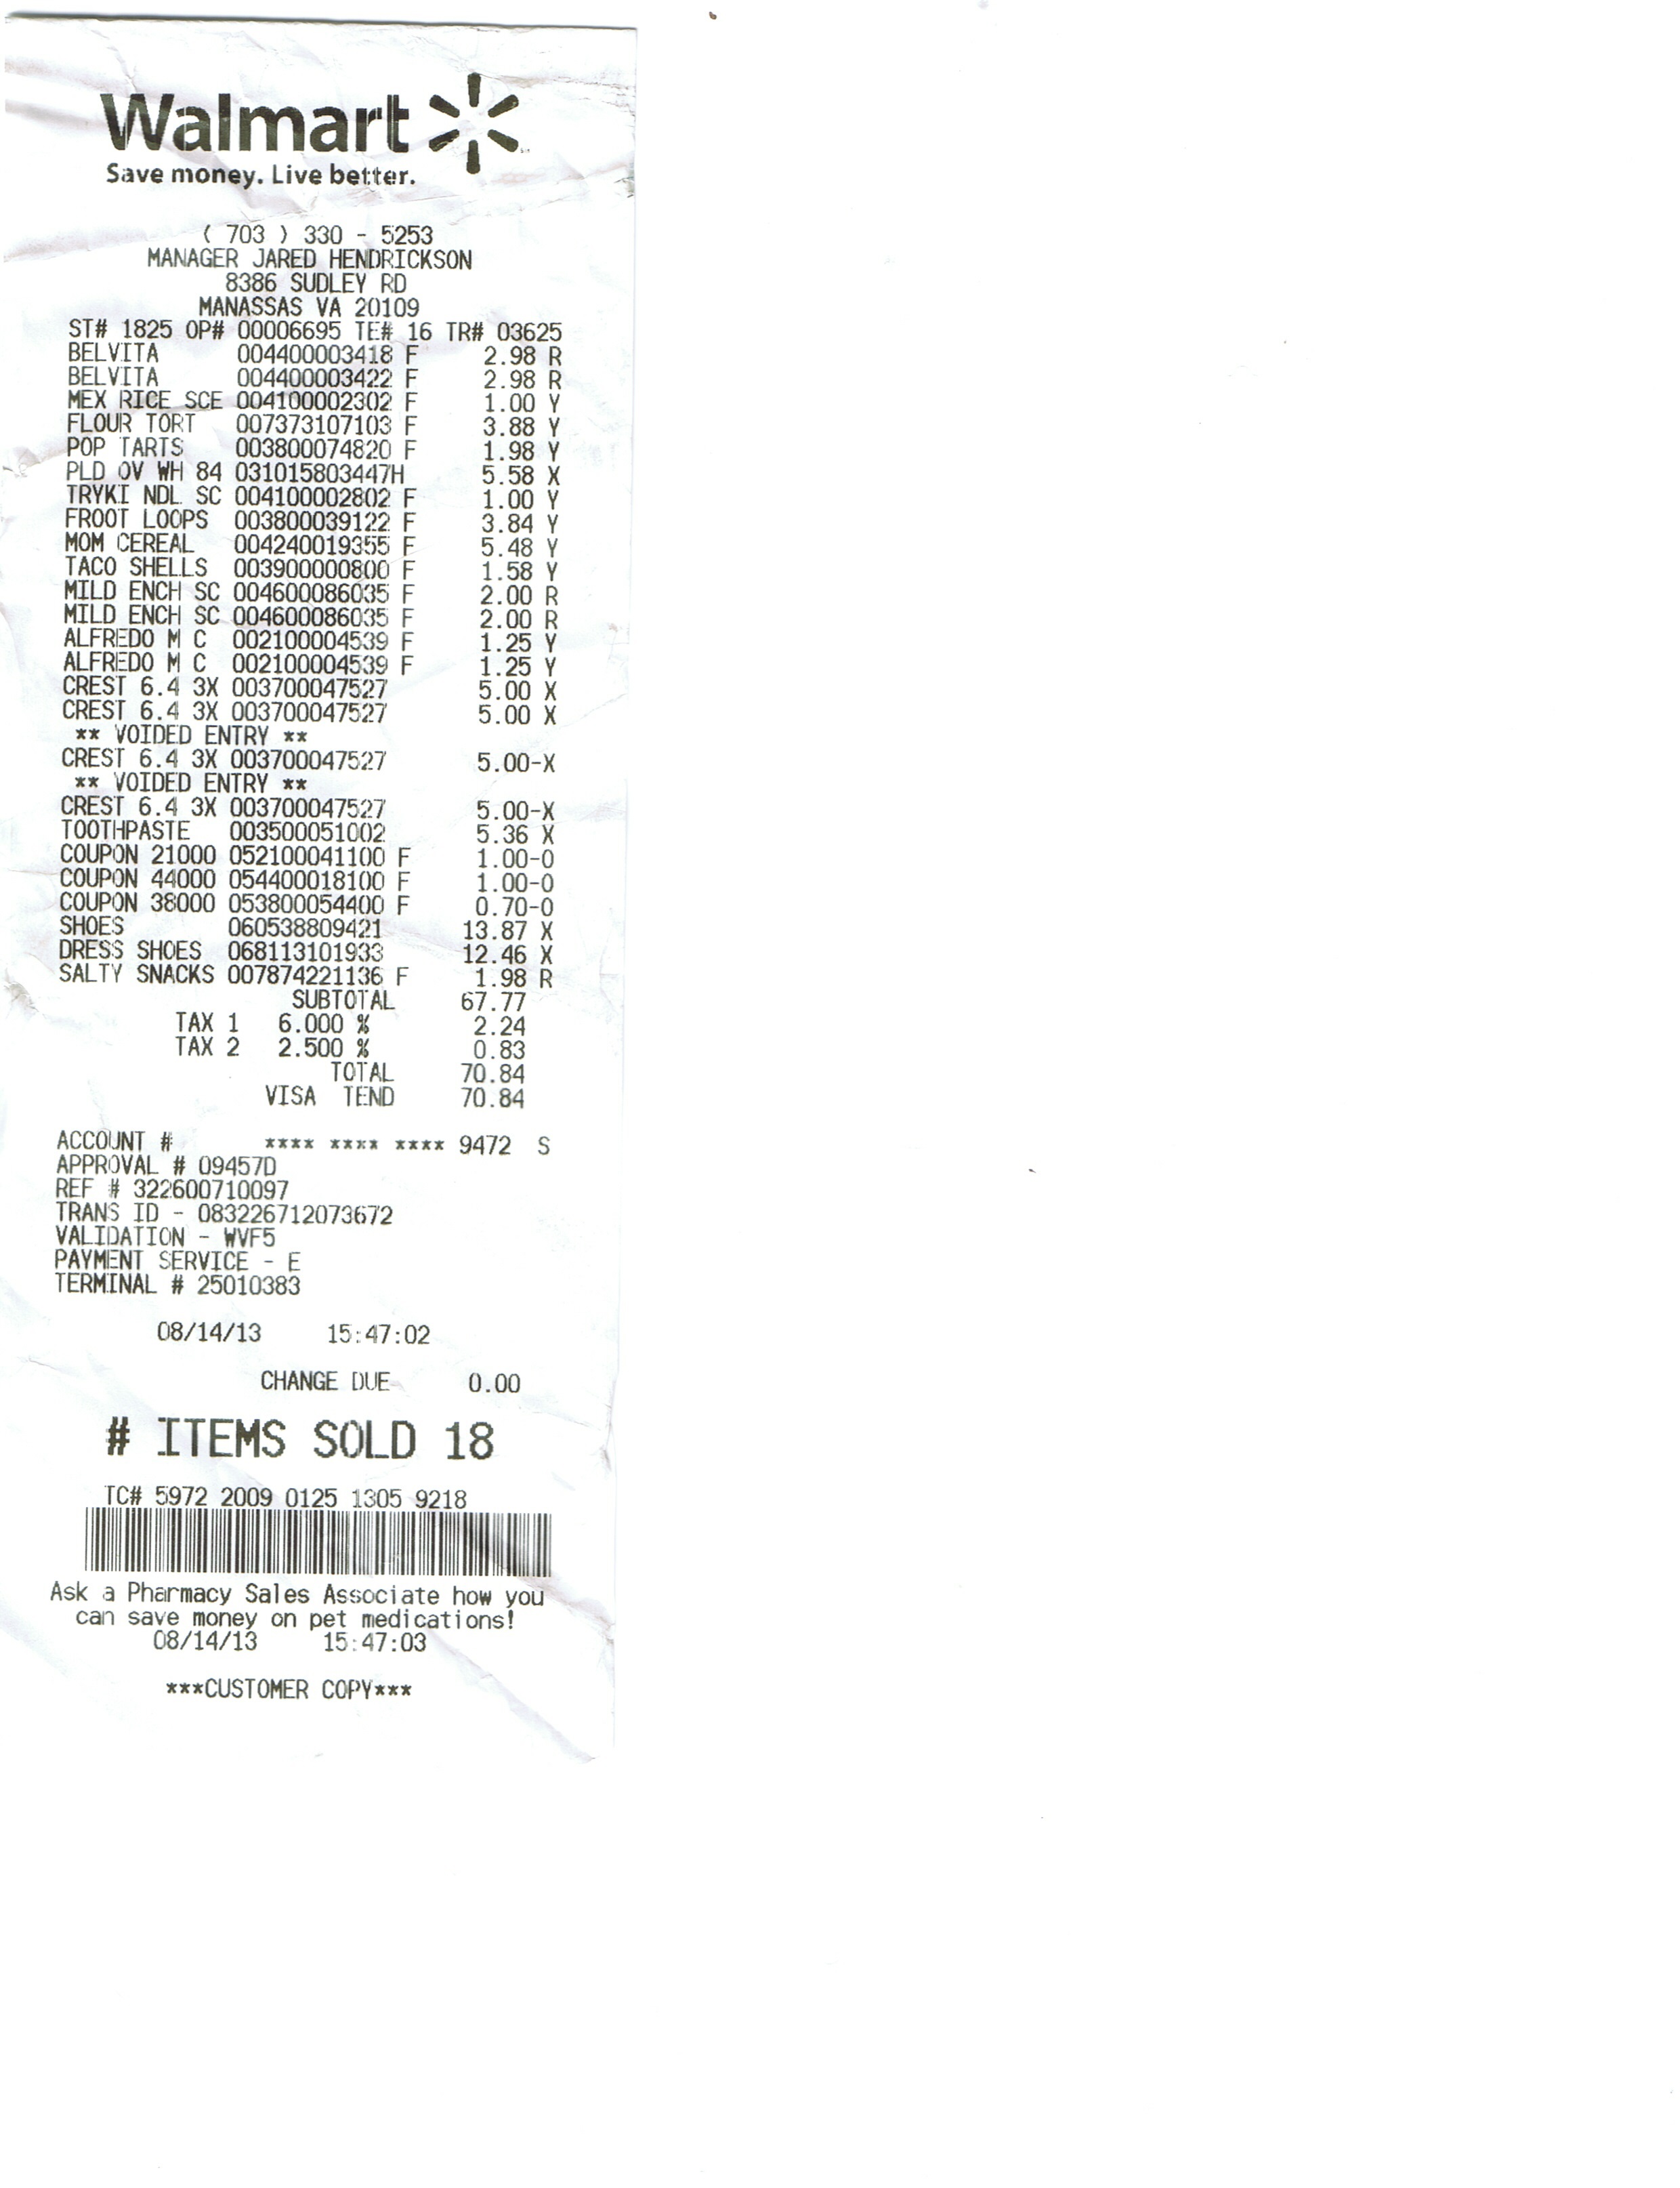 Walmart
Save money. Live better.
( 703 ) 330 - 5253
MANAGER JARED HENDRICKSON
8386 SUDLEY RD
MANASSAS VA 20109
ST# 1825 OP# 00006695 TE# 16 TR# 03625
BELVITA 004400003418 F 2.98 R
BELVITA 004400003422 F 2.98 R
MEX RICE SCE 004100002302 F 1.00 Y
FLOUR TORT 007373107103 F 3.88 Y
POP TARTS 003800074820 F 1.98 Y
PLD OV WH 84 031015803447H 5.58 X
TRYKI NDL SC 004100002802 F 1.00 Y
FROOT LOOPS 003800039122 F 3.84 Y
MOM CEREAL 004240019355 F 5.48 Y
TACO SHELLS 003900000800 F 1.58 Y
MILD ENCH SC 004600086035 F 2.00 R
MILD ENCH SC 004600086035 F 2.00 R
ALFREDO M C 002100004539 F 1.25 Y
ALFREDO M C 002100004539 F 1.25 Y
CREST 6.4 3X 003700047527 5.00 X
CREST 6.4 3X 003700047527 5.00 X
** VOIDED ENTRY **
CREST 6.4 3X 003700047527 5.00-X
** VOIDED ENTRY **
CREST 6.4 3X 003700047527 5.00-X
TOOTHPASTE 003500051002 5.36 X
COUPON 21000 052100041100 F 1.00-O
COUPON 44000 054400018100 F 1.00-O
COUPON 38000 053800054400 F 0.70-O
SHOES 060538809421 13.87 X
DRESS SHOES 068113101933 12.46 X
SALTY SNACKS 007874221136 F 1.98 R
SUBTOTAL 67.77
TAX 1 6.000 % 2.24
TAX 2 2.500 % 0.83
TOTAL 70.84
VISA TEND 70.84
ACCOUNT # **** **** **** 9472 S
APPROVAL # 09457D
REF # 322600710097
TRANS ID - 083226712073672
VALIDATION - WVF5
PAYMENT SERVICE - E
TERMINAL # 25010383
08/14/13 15:47:02
CHANGE DUE 0.00
# ITEMS SOLD 18
TC# 5972 2009 0125 1305 9218
Ask a Pharmacy Sales Associate how you
can save money on pet medications!
08/14/13 15:47:03
***CUSTOMER COPY***